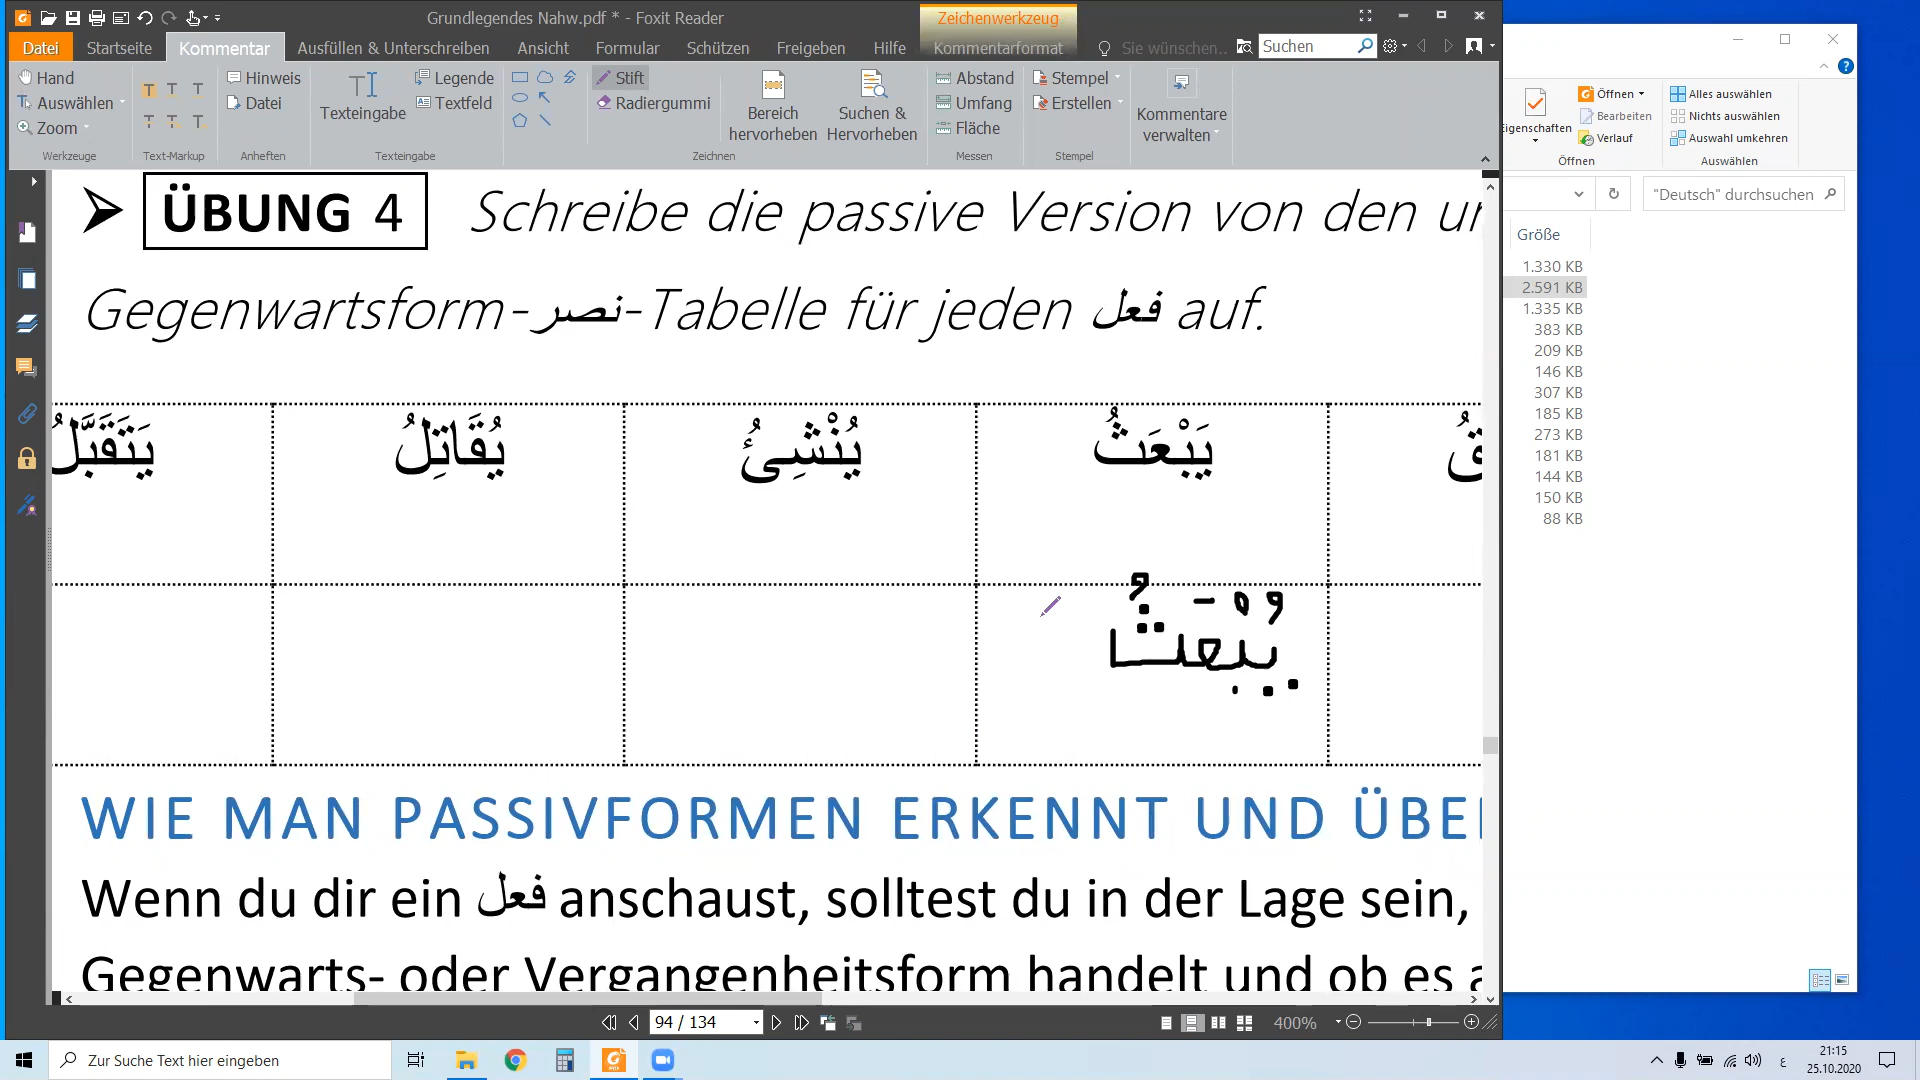 Grundlegendes Nahw.pdf * - Foxit Reader
Zeichenwerkzeug
Datei Startseite Kommentar Ausfüllen & Unterschreiben Ansicht Formular Schützen Freigeben Hilfe Kommentarformat Sie wünschen.. Suchen
Hand
Auswählen
Zoom
Werkzeuge
Text-Markup
Hinweis
Datei
Anheften
Texteingabe
Legende
Textfeld
Texteingabe
Stift
Radiergummi
Bereich hervorheben
Suchen & Hervorheben
Zeichnen
Abstand
Umfang
Fläche
Messen
Stempel
Erstellen
Stempel
Kommentare verwalten
Eigenschaften
Öffnen
Bearbeiten
Verlauf
Öffnen
Alles auswählen
Nichts auswählen
Auswahl umkehren
Auswählen
"Deutsch" durchsuchen
Größe
1.330 KB
2.591 KB
1.335 KB
383 KB
209 KB
146 KB
307 KB
185 KB
273 KB
181 KB
144 KB
150 KB
88 KB
ÜBUNG 4 Schreibe die passive Version von den
Gegenwartsform-نصر-Tabelle für jeden فعل auf.
يَبْعَثُ يُنْشِئُ يُقَاتِلُ يَتَقَبَّلُ
يُبْعَثُ
WIE MAN PASSIVFORMEN ERKENNT UND
Wenn du dir ein فعل anschaust, solltest du in der Lage sein,
Gegenwarts- oder Vergangenheitsform handelt und ob es
94 / 134
400%
Zur Suche Text hier eingeben
ع
21:15
25.10.2020